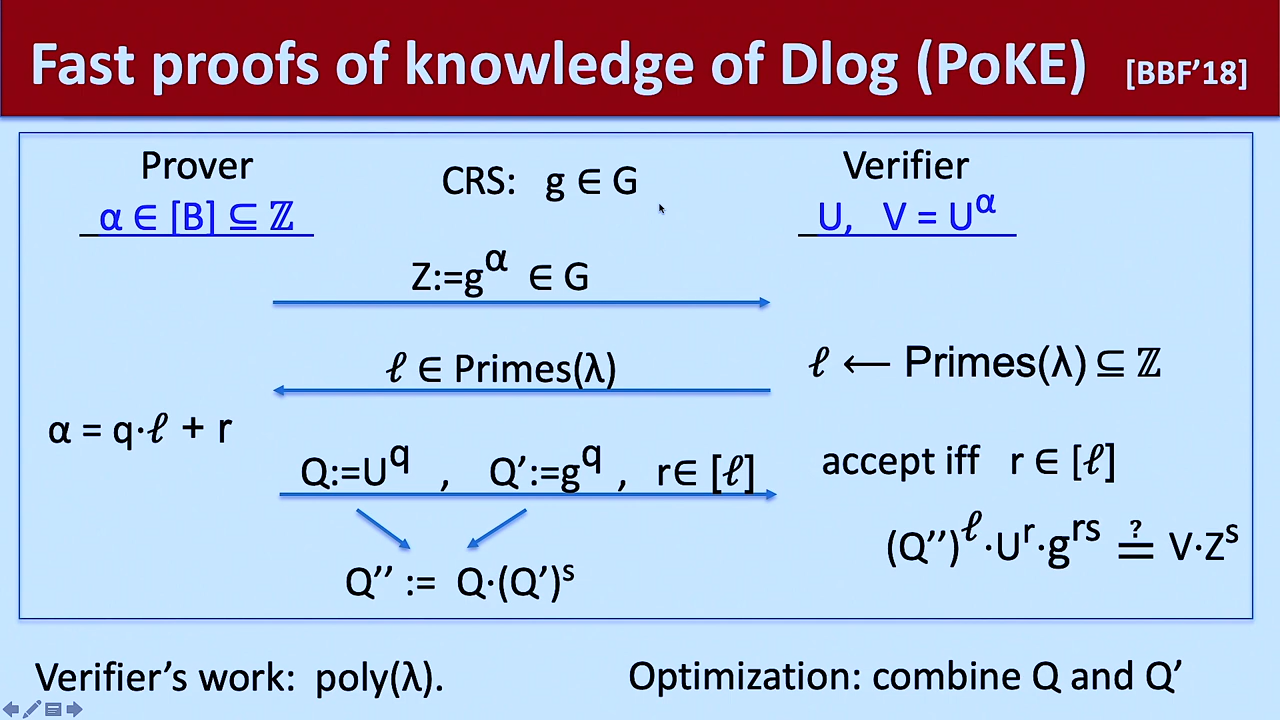 Fast proofs of knowledge of Dlog (PoKE) [BBF’18]
Prover
CRS: g ∈ G
Verifier
α ∈ [B] ⊆ ℤ
U, V = U^α
Z:=g^α ∈ G
ℓ ∈ Primes(λ)
ℓ ⟵ Primes(λ) ⊆ ℤ
α = q·ℓ + r
Q:=U^q , Q’:=g^q , r∈ [ℓ]
accept iff r ∈ [ℓ]
(Q’’)^ℓ·U^r·g^rs ≟ V·Z^s
Q’’ := Q·(Q’)^s
Verifier’s work: poly(λ).
Optimization: combine Q and Q’